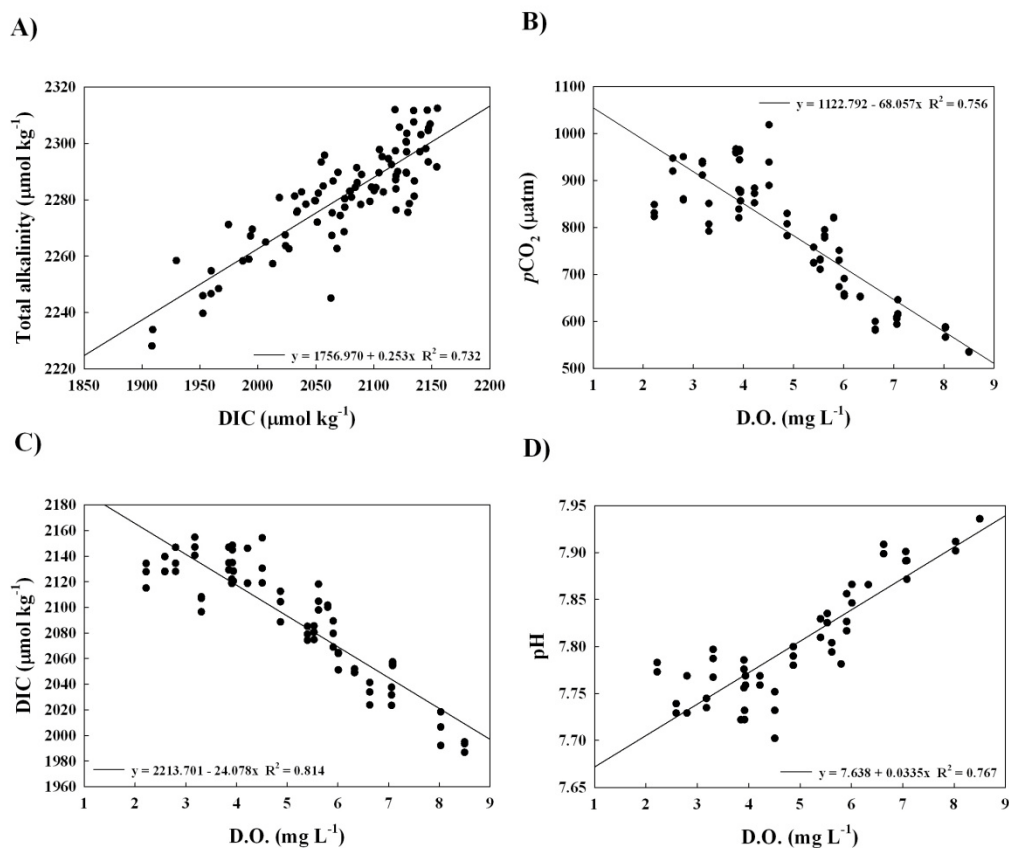 A)
Total alkalinity (μmol kg⁻¹)
2320
2300
2280
2260
2240
2220
y = 1756.970 + 0.253x R² = 0.732
1850 1900 1950 2000 2050 2100 2150 2200
DIC (μmol kg⁻¹)
B)
pCO₂ (μatm)
1100
1000
900
800
700
600
500
y = 1122.792 - 68.057x R² = 0.756
1 2 3 4 5 6 7 8 9
D.O. (mg L⁻¹)
C)
DIC (μmol kg⁻¹)
2180
2160
2140
2120
2100
2080
2060
2040
2020
2000
1980
1960
y = 2213.701 - 24.078x R² = 0.814
1 2 3 4 5 6 7 8 9
D.O. (mg L⁻¹)
D)
pH
7.95
7.90
7.85
7.80
7.75
7.70
7.65
y = 7.638 + 0.0335x R² = 0.767
1 2 3 4 5 6 7 8 9
D.O. (mg L⁻¹)